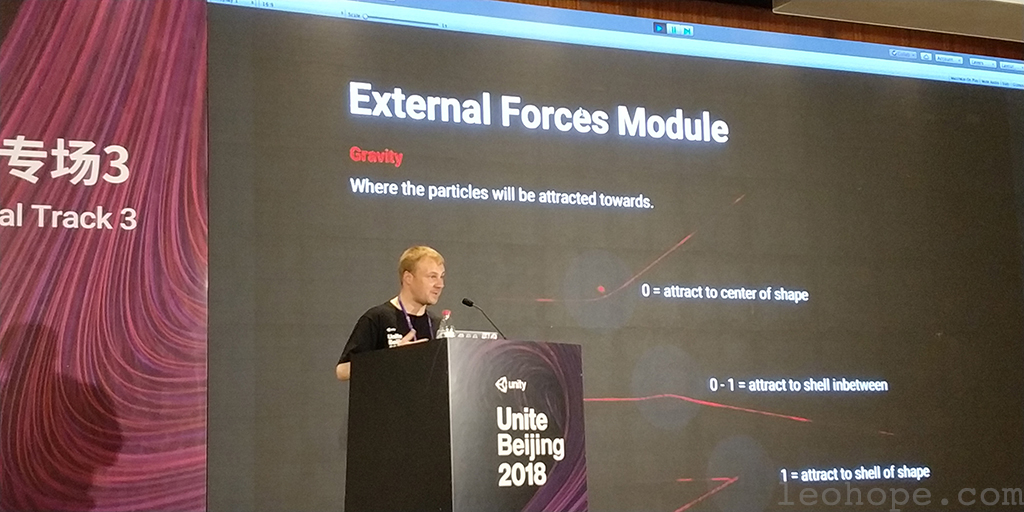 Scale
1x
External Forces Module
Gravity
Where the particles will be attracted towards.
专场3
al Track 3
0 = attract to center of shape
0 - 1 = attract to shell inbetween
1 = attract to shell of shape
unity
Unite
Beijing
2018
leohope.com